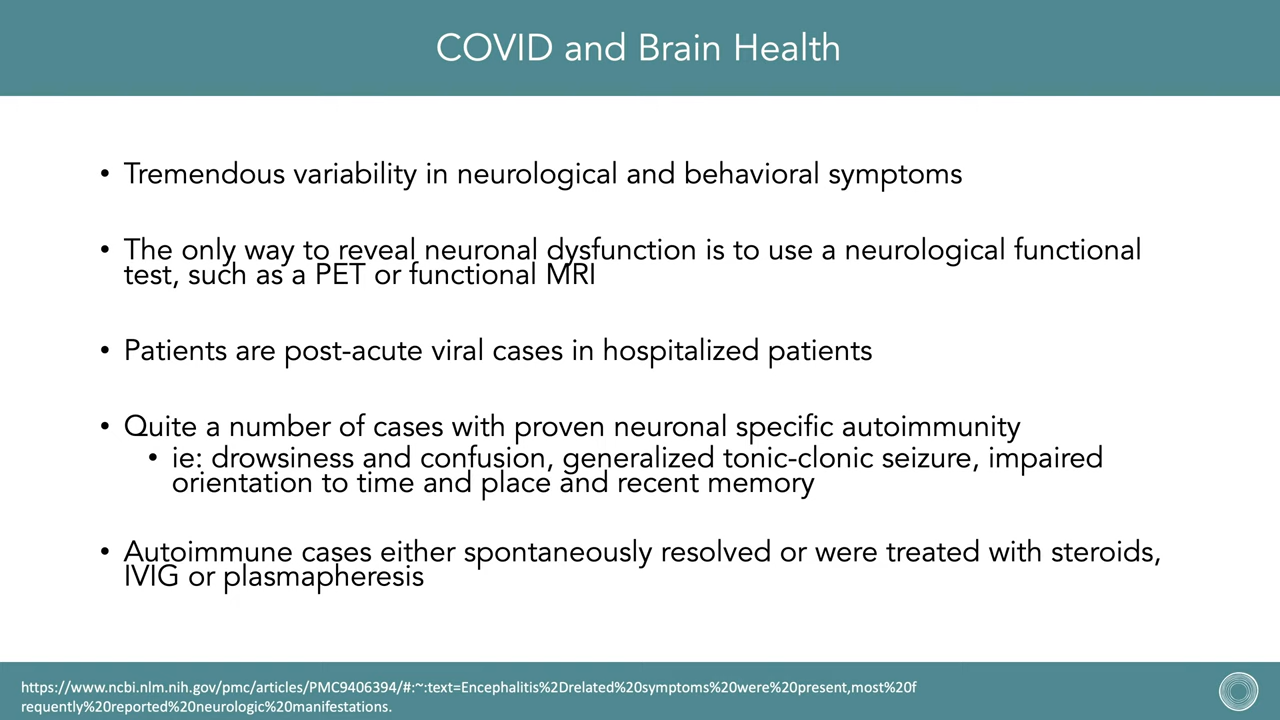 COVID and Brain Health
• Tremendous variability in neurological and behavioral symptoms
• The only way to reveal neuronal dysfunction is to use a neurological functional
test, such as a PET or functional MRI
• Patients are post-acute viral cases in hospitalized patients
• Quite a number of cases with proven neuronal specific autoimmunity
• ie: drowsiness and confusion, generalized tonic-clonic seizure, impaired
orientation to time and place and recent memory
• Autoimmune cases either spontaneously resolved or were treated with steroids,
IVIG or plasmapheresis
https://www.ncbi.nlm.nih.gov/pmc/articles/PMC9406394/#:~:text=Encephalitis%2Drelated%20symptoms%20were%20present,most%20f
requently%20reported%20neurologic%20manifestations.